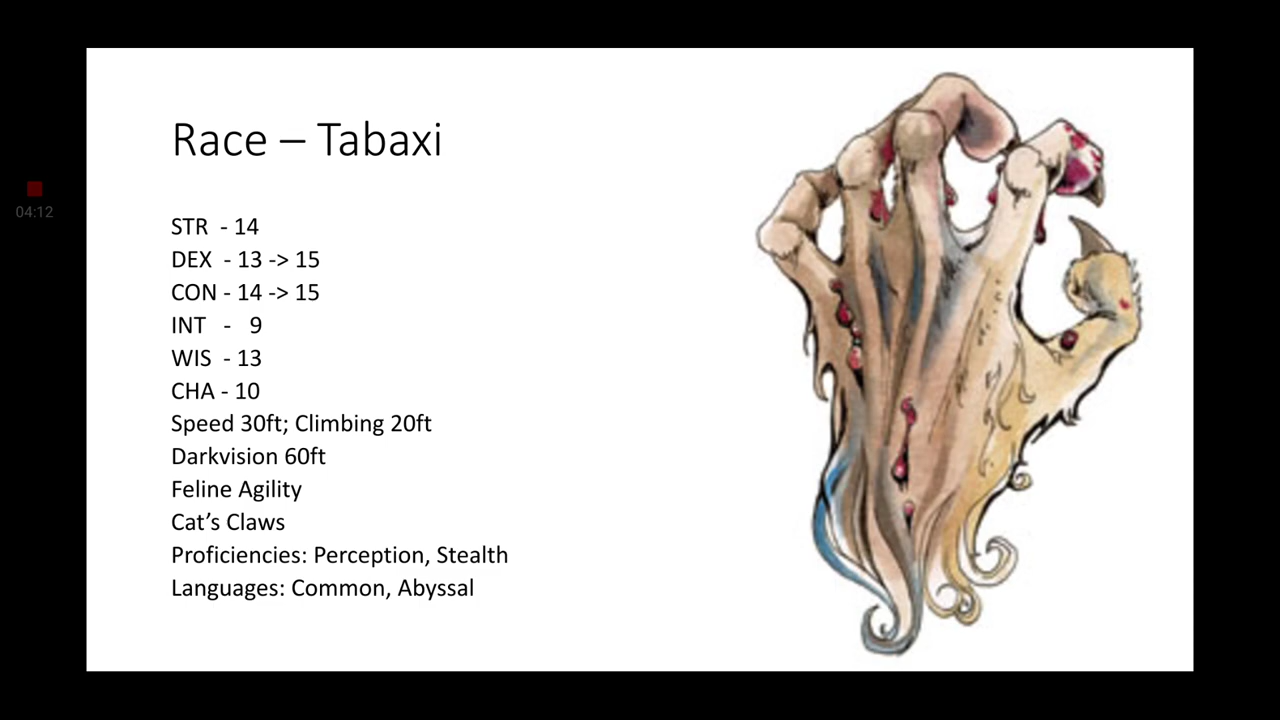 Race – Tabaxi
04:12
STR - 14
DEX - 13 -> 15
CON - 14 -> 15
INT - 9
WIS - 13
CHA - 10
Speed 30ft; Climbing 20ft
Darkvision 60ft
Feline Agility
Cat’s Claws
Proficiencies: Perception, Stealth
Languages: Common, Abyssal